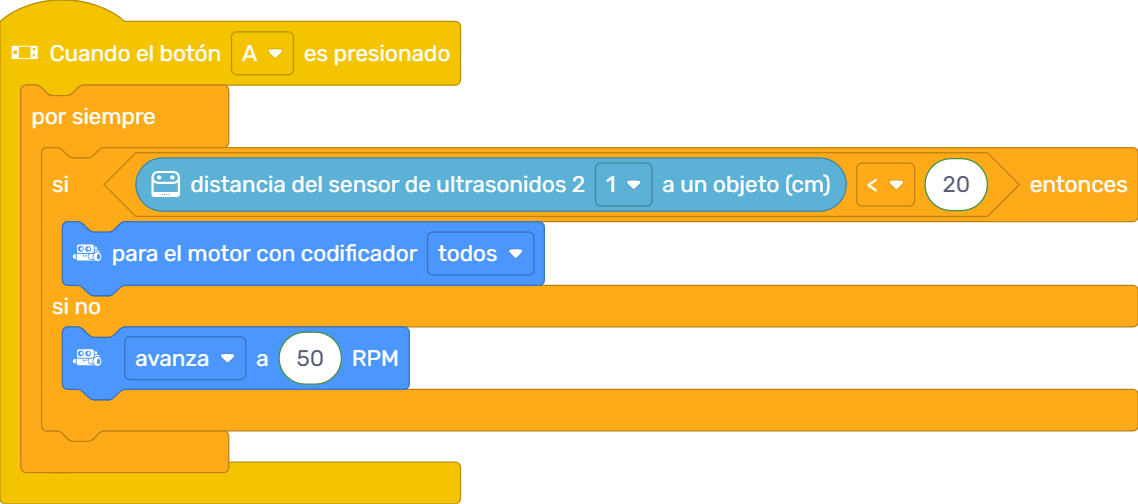 Cuando el botón A es presionado
por siempre
si distancia del sensor de ultrasonidos 2 1 a un objeto (cm) < 20 entonces
para el motor con codificador todos
si no
avanza a 50 RPM